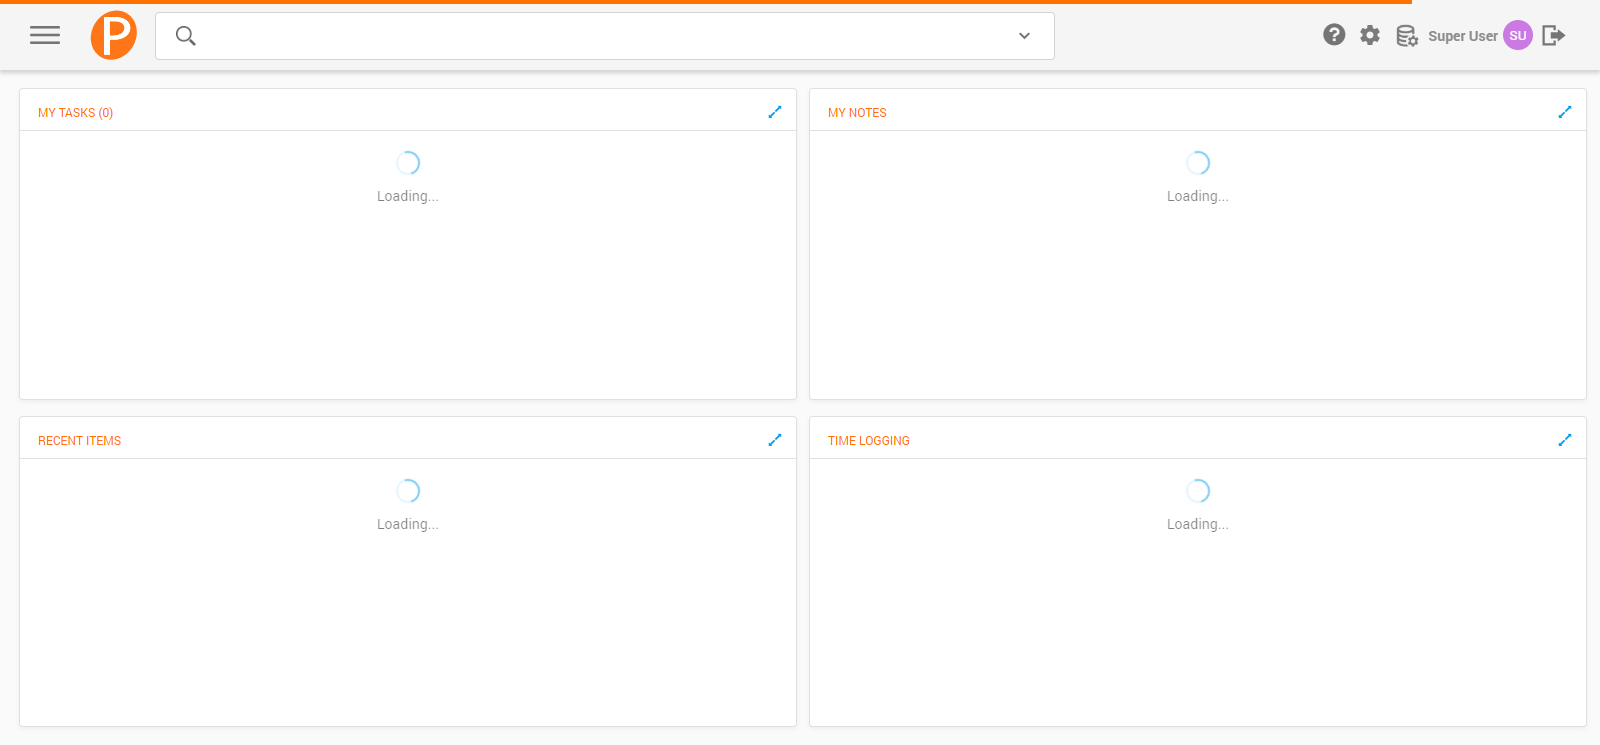 P
Super User SU
MY TASKS (0)
MY NOTES
Loading...
Loading...
RECENT ITEMS
TIME LOGGING
Loading...
Loading...